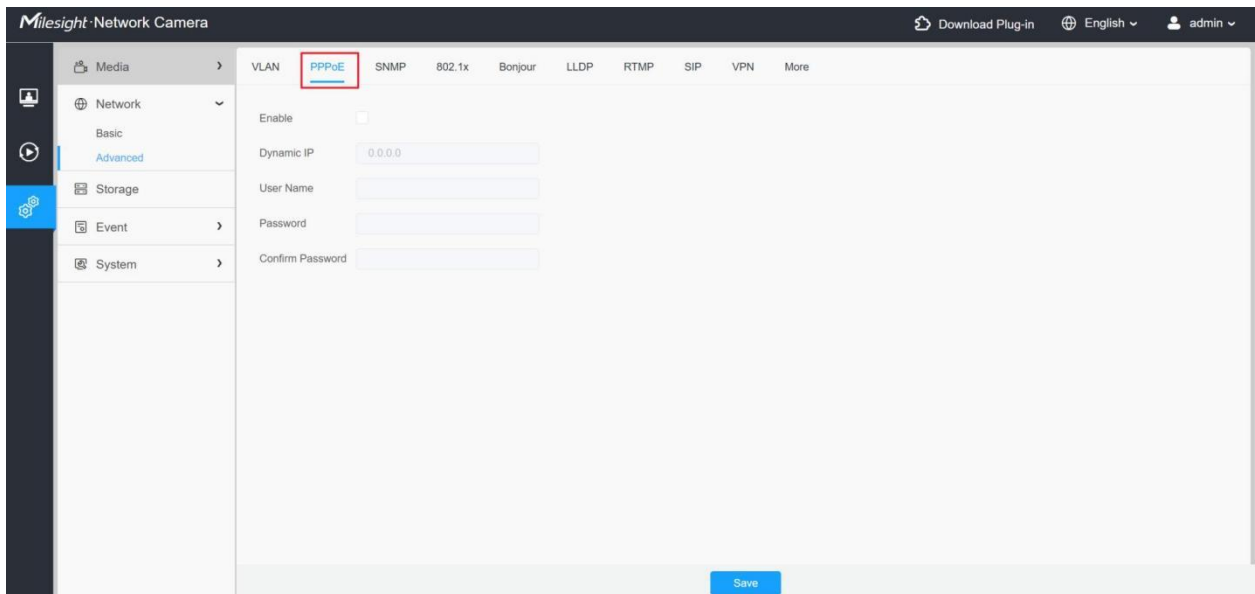 Milesight·Network Camera
Download Plug-in
English
admin
Media
Network
Basic
Advanced
Storage
Event
System
VLAN PPPoE SNMP 802.1x Bonjour LLDP RTMP SIP VPN More
Enable
Dynamic IP 0.0.0.0
User Name
Password
Confirm Password
Save